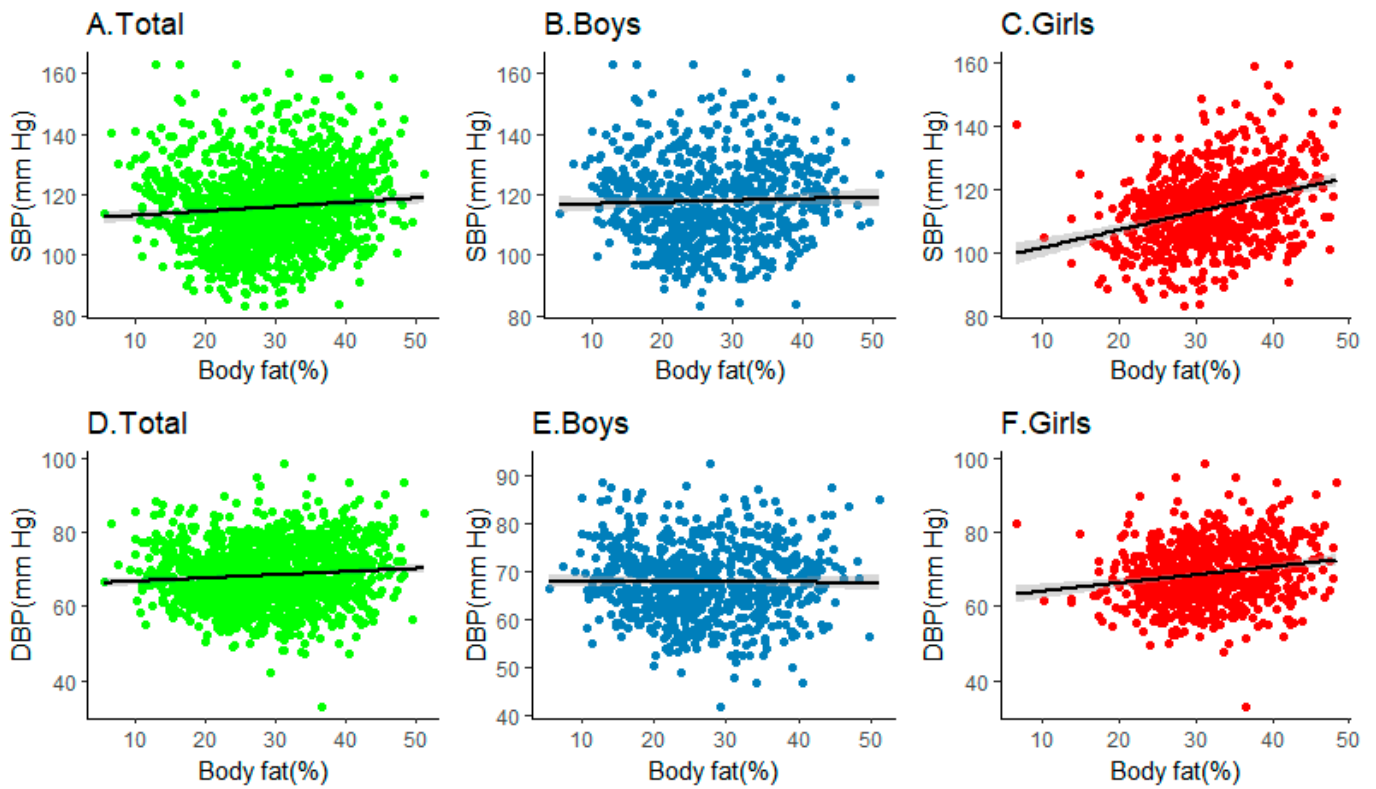 A.Total
B.Boys
C.Girls
SBP(mm Hg)
160
140
120
100
80
10 20 30 40 50
Body fat(%)
SBP(mm Hg)
160
140
120
100
80
10 20 30 40 50
Body fat(%)
SBP(mm Hg)
160
140
120
100
80
10 20 30 40 50
Body fat(%)
D.Total
E.Boys
F.Girls
DBP(mm Hg)
100
80
60
40
10 20 30 40 50
Body fat(%)
DBP(mm Hg)
90
80
70
60
50
40
10 20 30 40 50
Body fat(%)
DBP(mm Hg)
100
80
60
40
10 20 30 40 50
Body fat(%)